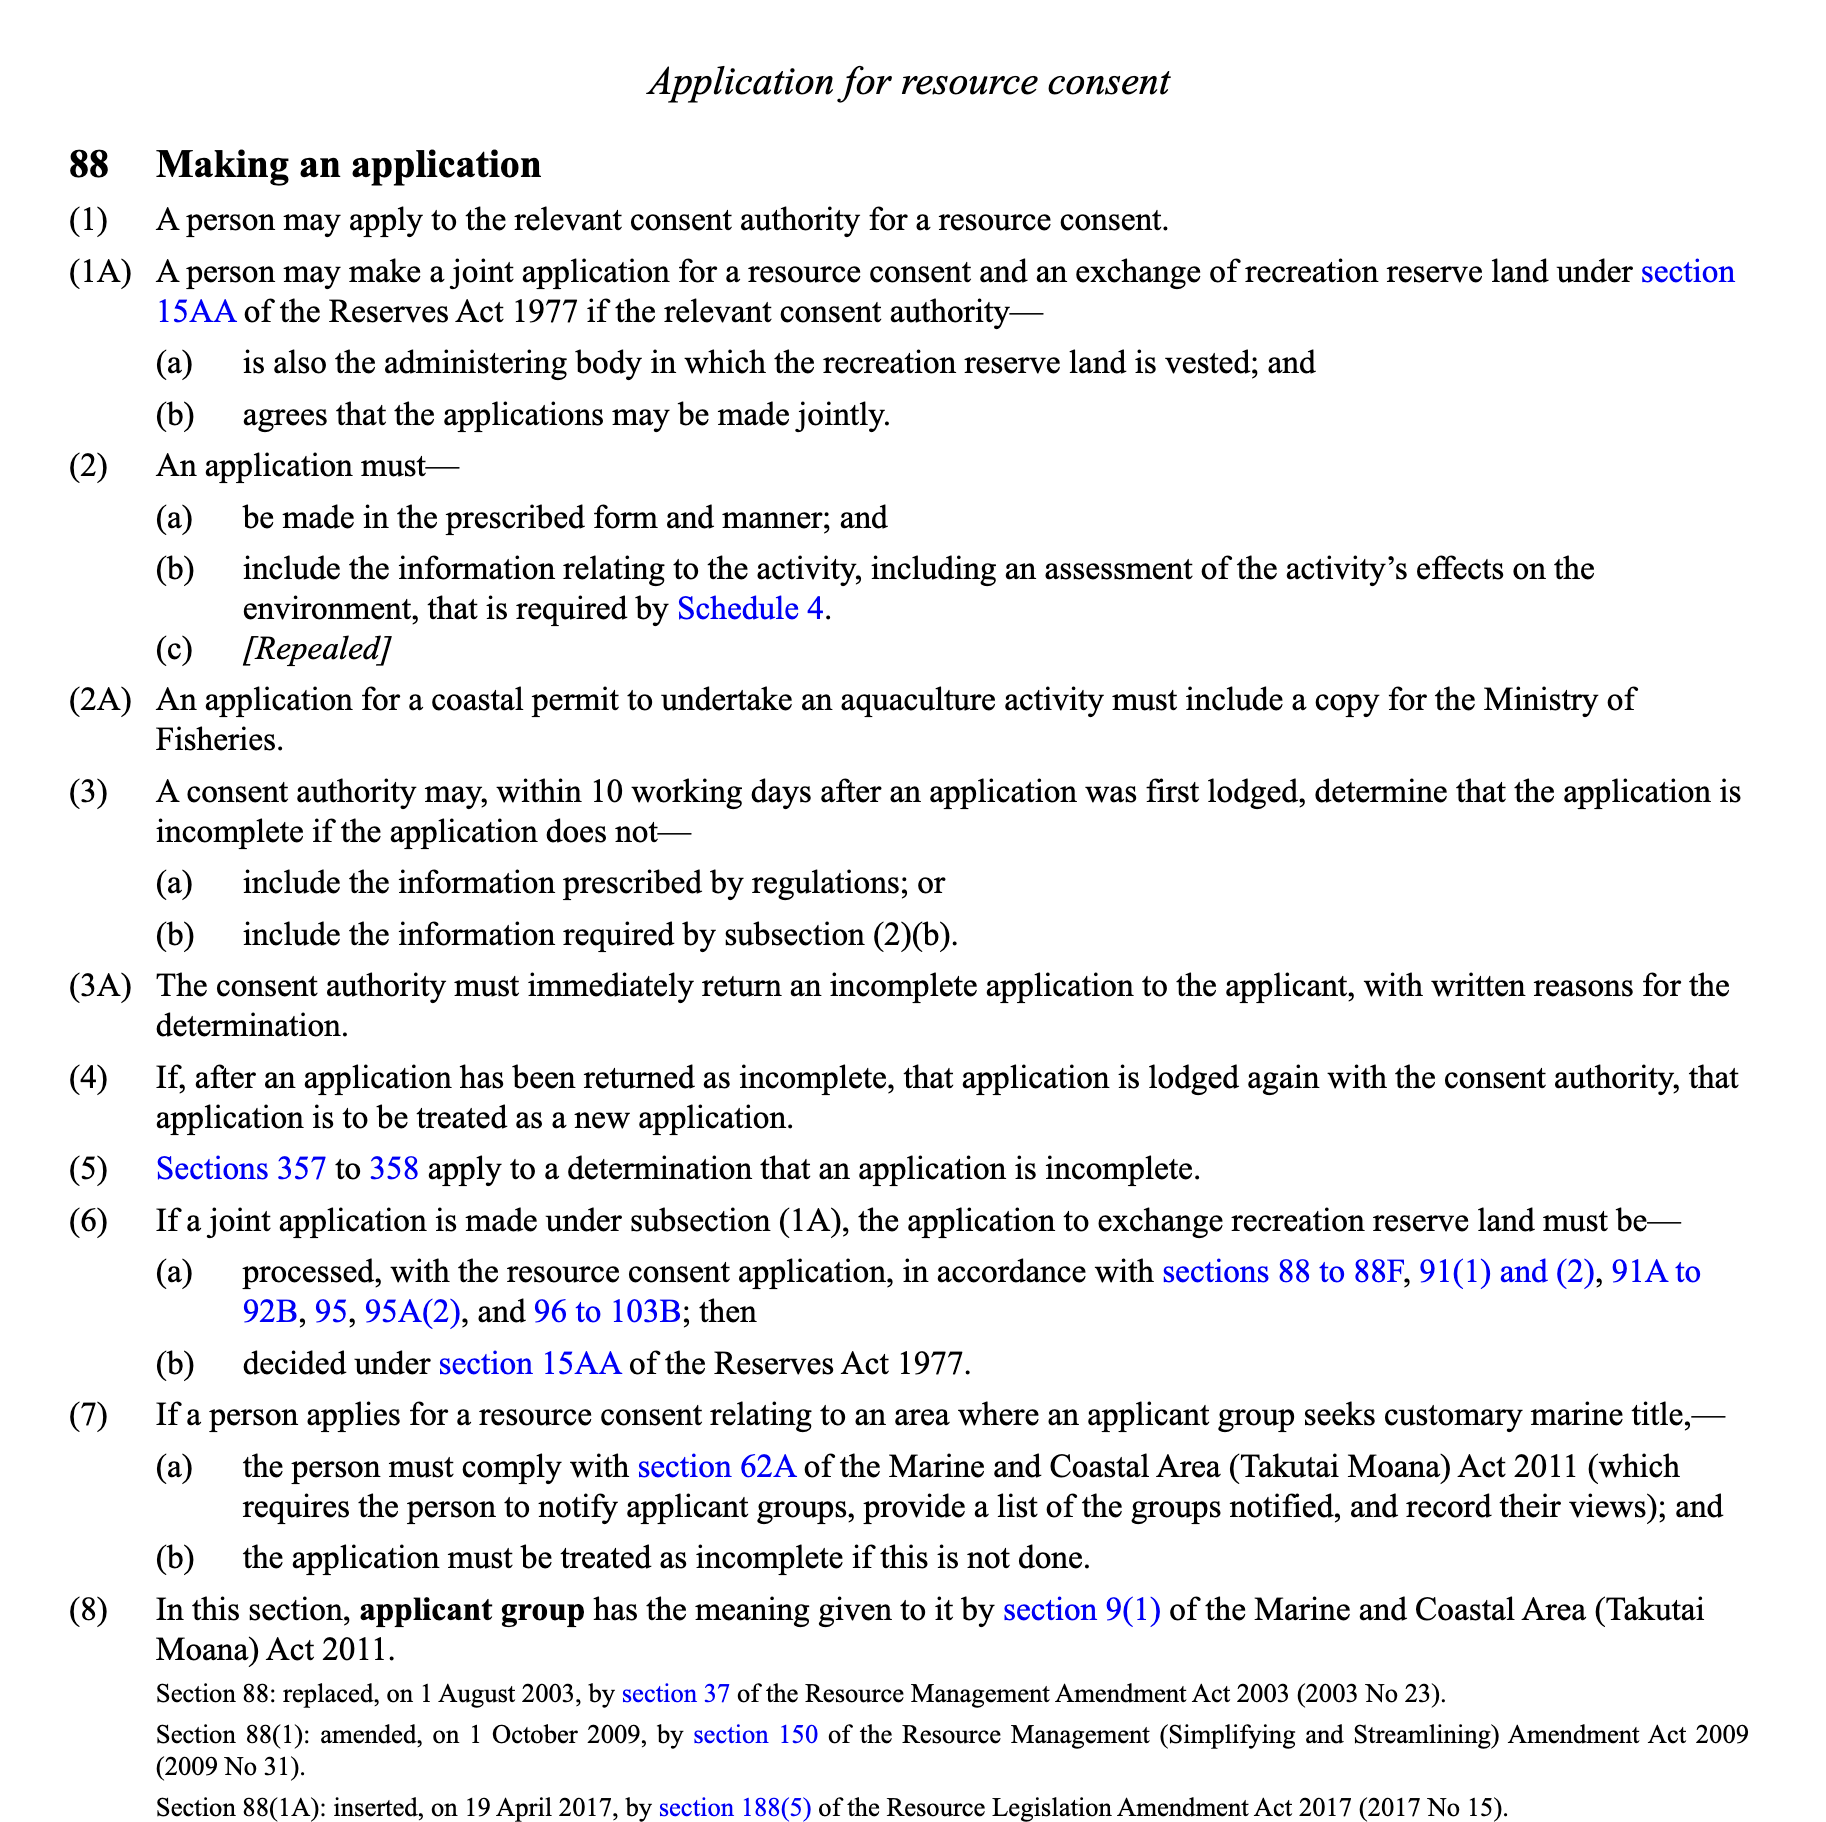 Application for resource consent
88 Making an application
(1) A person may apply to the relevant consent authority for a resource consent.
(1A) A person may make a joint application for a resource consent and an exchange of recreation reserve land under section
15AA of the Reserves Act 1977 if the relevant consent authority—
(a) is also the administering body in which the recreation reserve land is vested; and
(b) agrees that the applications may be made jointly.
(2) An application must—
(a) be made in the prescribed form and manner; and
(b) include the information relating to the activity, including an assessment of the activity’s effects on the
environment, that is required by Schedule 4.
(c) [Repealed]
(2A) An application for a coastal permit to undertake an aquaculture activity must include a copy for the Ministry of
Fisheries.
(3) A consent authority may, within 10 working days after an application was first lodged, determine that the application is
incomplete if the application does not—
(a) include the information prescribed by regulations; or
(b) include the information required by subsection (2)(b).
(3A) The consent authority must immediately return an incomplete application to the applicant, with written reasons for the
determination.
(4) If, after an application has been returned as incomplete, that application is lodged again with the consent authority, that
application is to be treated as a new application.
(5) Sections 357 to 358 apply to a determination that an application is incomplete.
(6) If a joint application is made under subsection (1A), the application to exchange recreation reserve land must be—
(a) processed, with the resource consent application, in accordance with sections 88 to 88F, 91(1) and (2), 91A to
92B, 95, 95A(2), and 96 to 103B; then
(b) decided under section 15AA of the Reserves Act 1977.
(7) If a person applies for a resource consent relating to an area where an applicant group seeks customary marine title,—
(a) the person must comply with section 62A of the Marine and Coastal Area (Takutai Moana) Act 2011 (which
requires the person to notify applicant groups, provide a list of the groups notified, and record their views); and
(b) the application must be treated as incomplete if this is not done.
(8) In this section, applicant group has the meaning given to it by section 9(1) of the Marine and Coastal Area (Takutai
Moana) Act 2011.
Section 88: replaced, on 1 August 2003, by section 37 of the Resource Management Amendment Act 2003 (2003 No 23).
Section 88(1): amended, on 1 October 2009, by section 150 of the Resource Management (Simplifying and Streamlining) Amendment Act 2009
(2009 No 31).
Section 88(1A): inserted, on 19 April 2017, by section 188(5) of the Resource Legislation Amendment Act 2017 (2017 No 15).